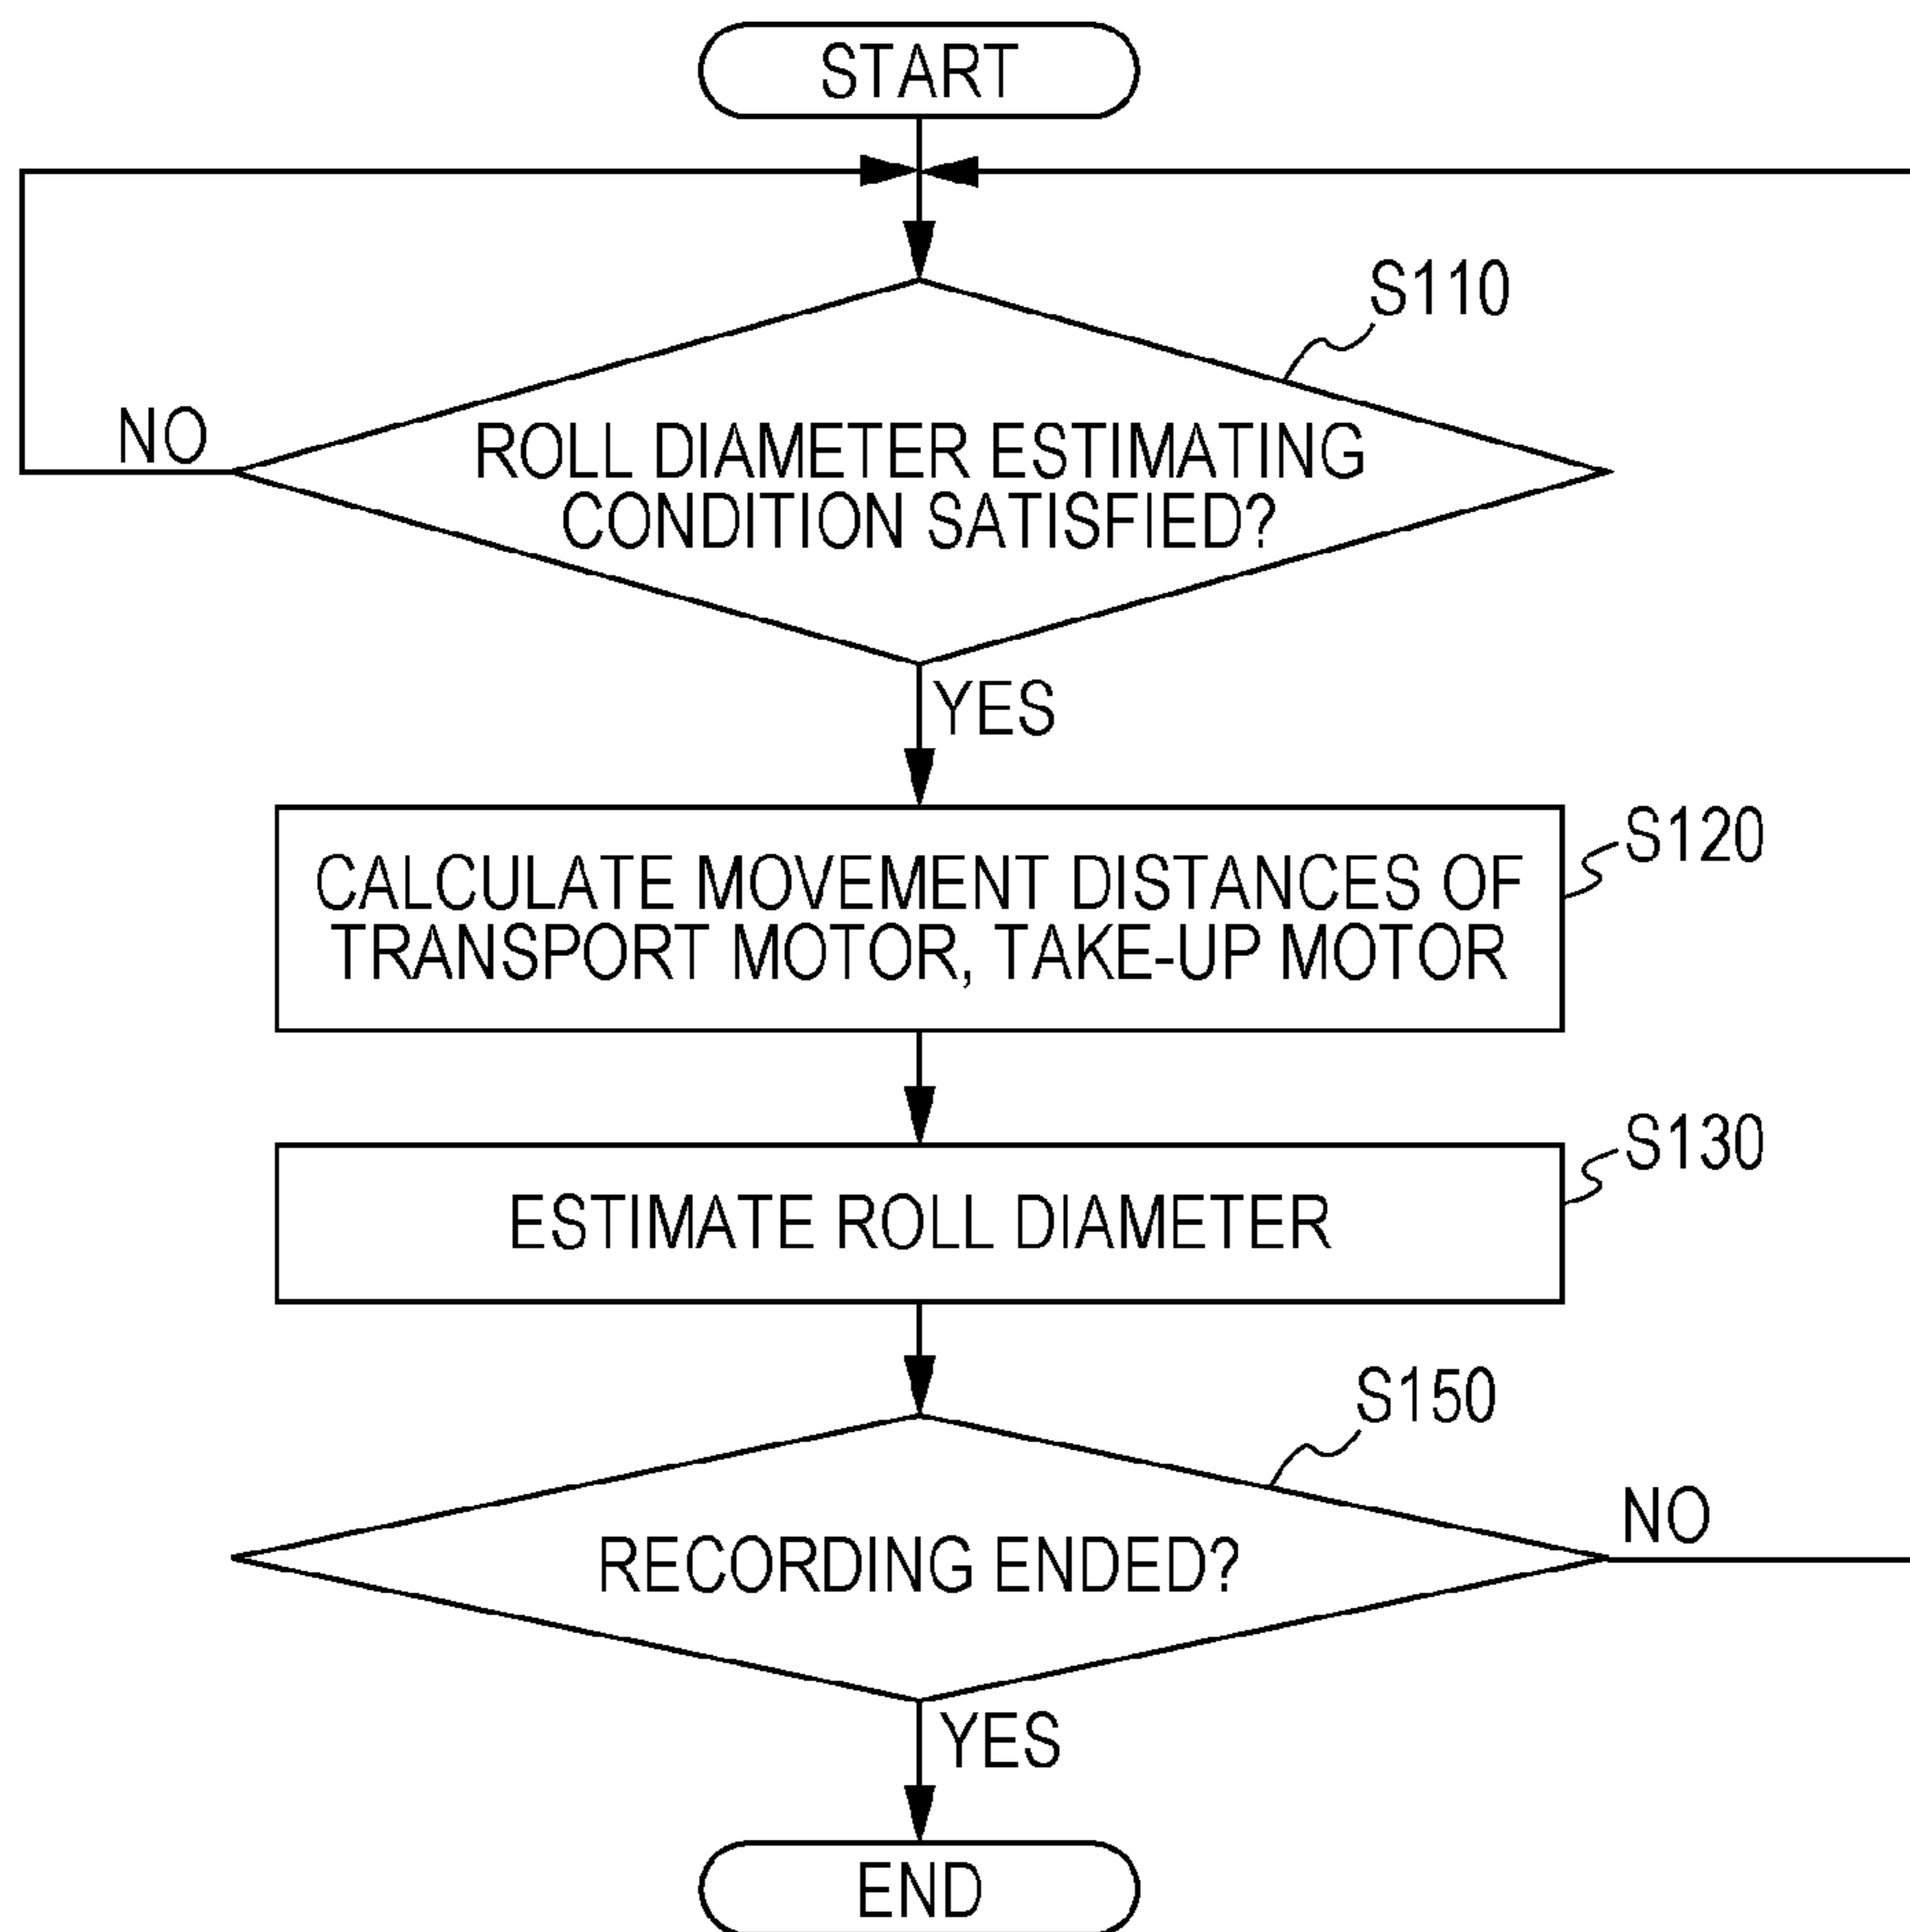 START
S110
NO
ROLL DIAMETER ESTIMATING
CONDITION SATISFIED?
YES
S120
CALCULATE MOVEMENT DISTANCES OF
TRANSPORT MOTOR, TAKE-UP MOTOR
S130
ESTIMATE ROLL DIAMETER
S150
NO
RECORDING ENDED?
YES
END